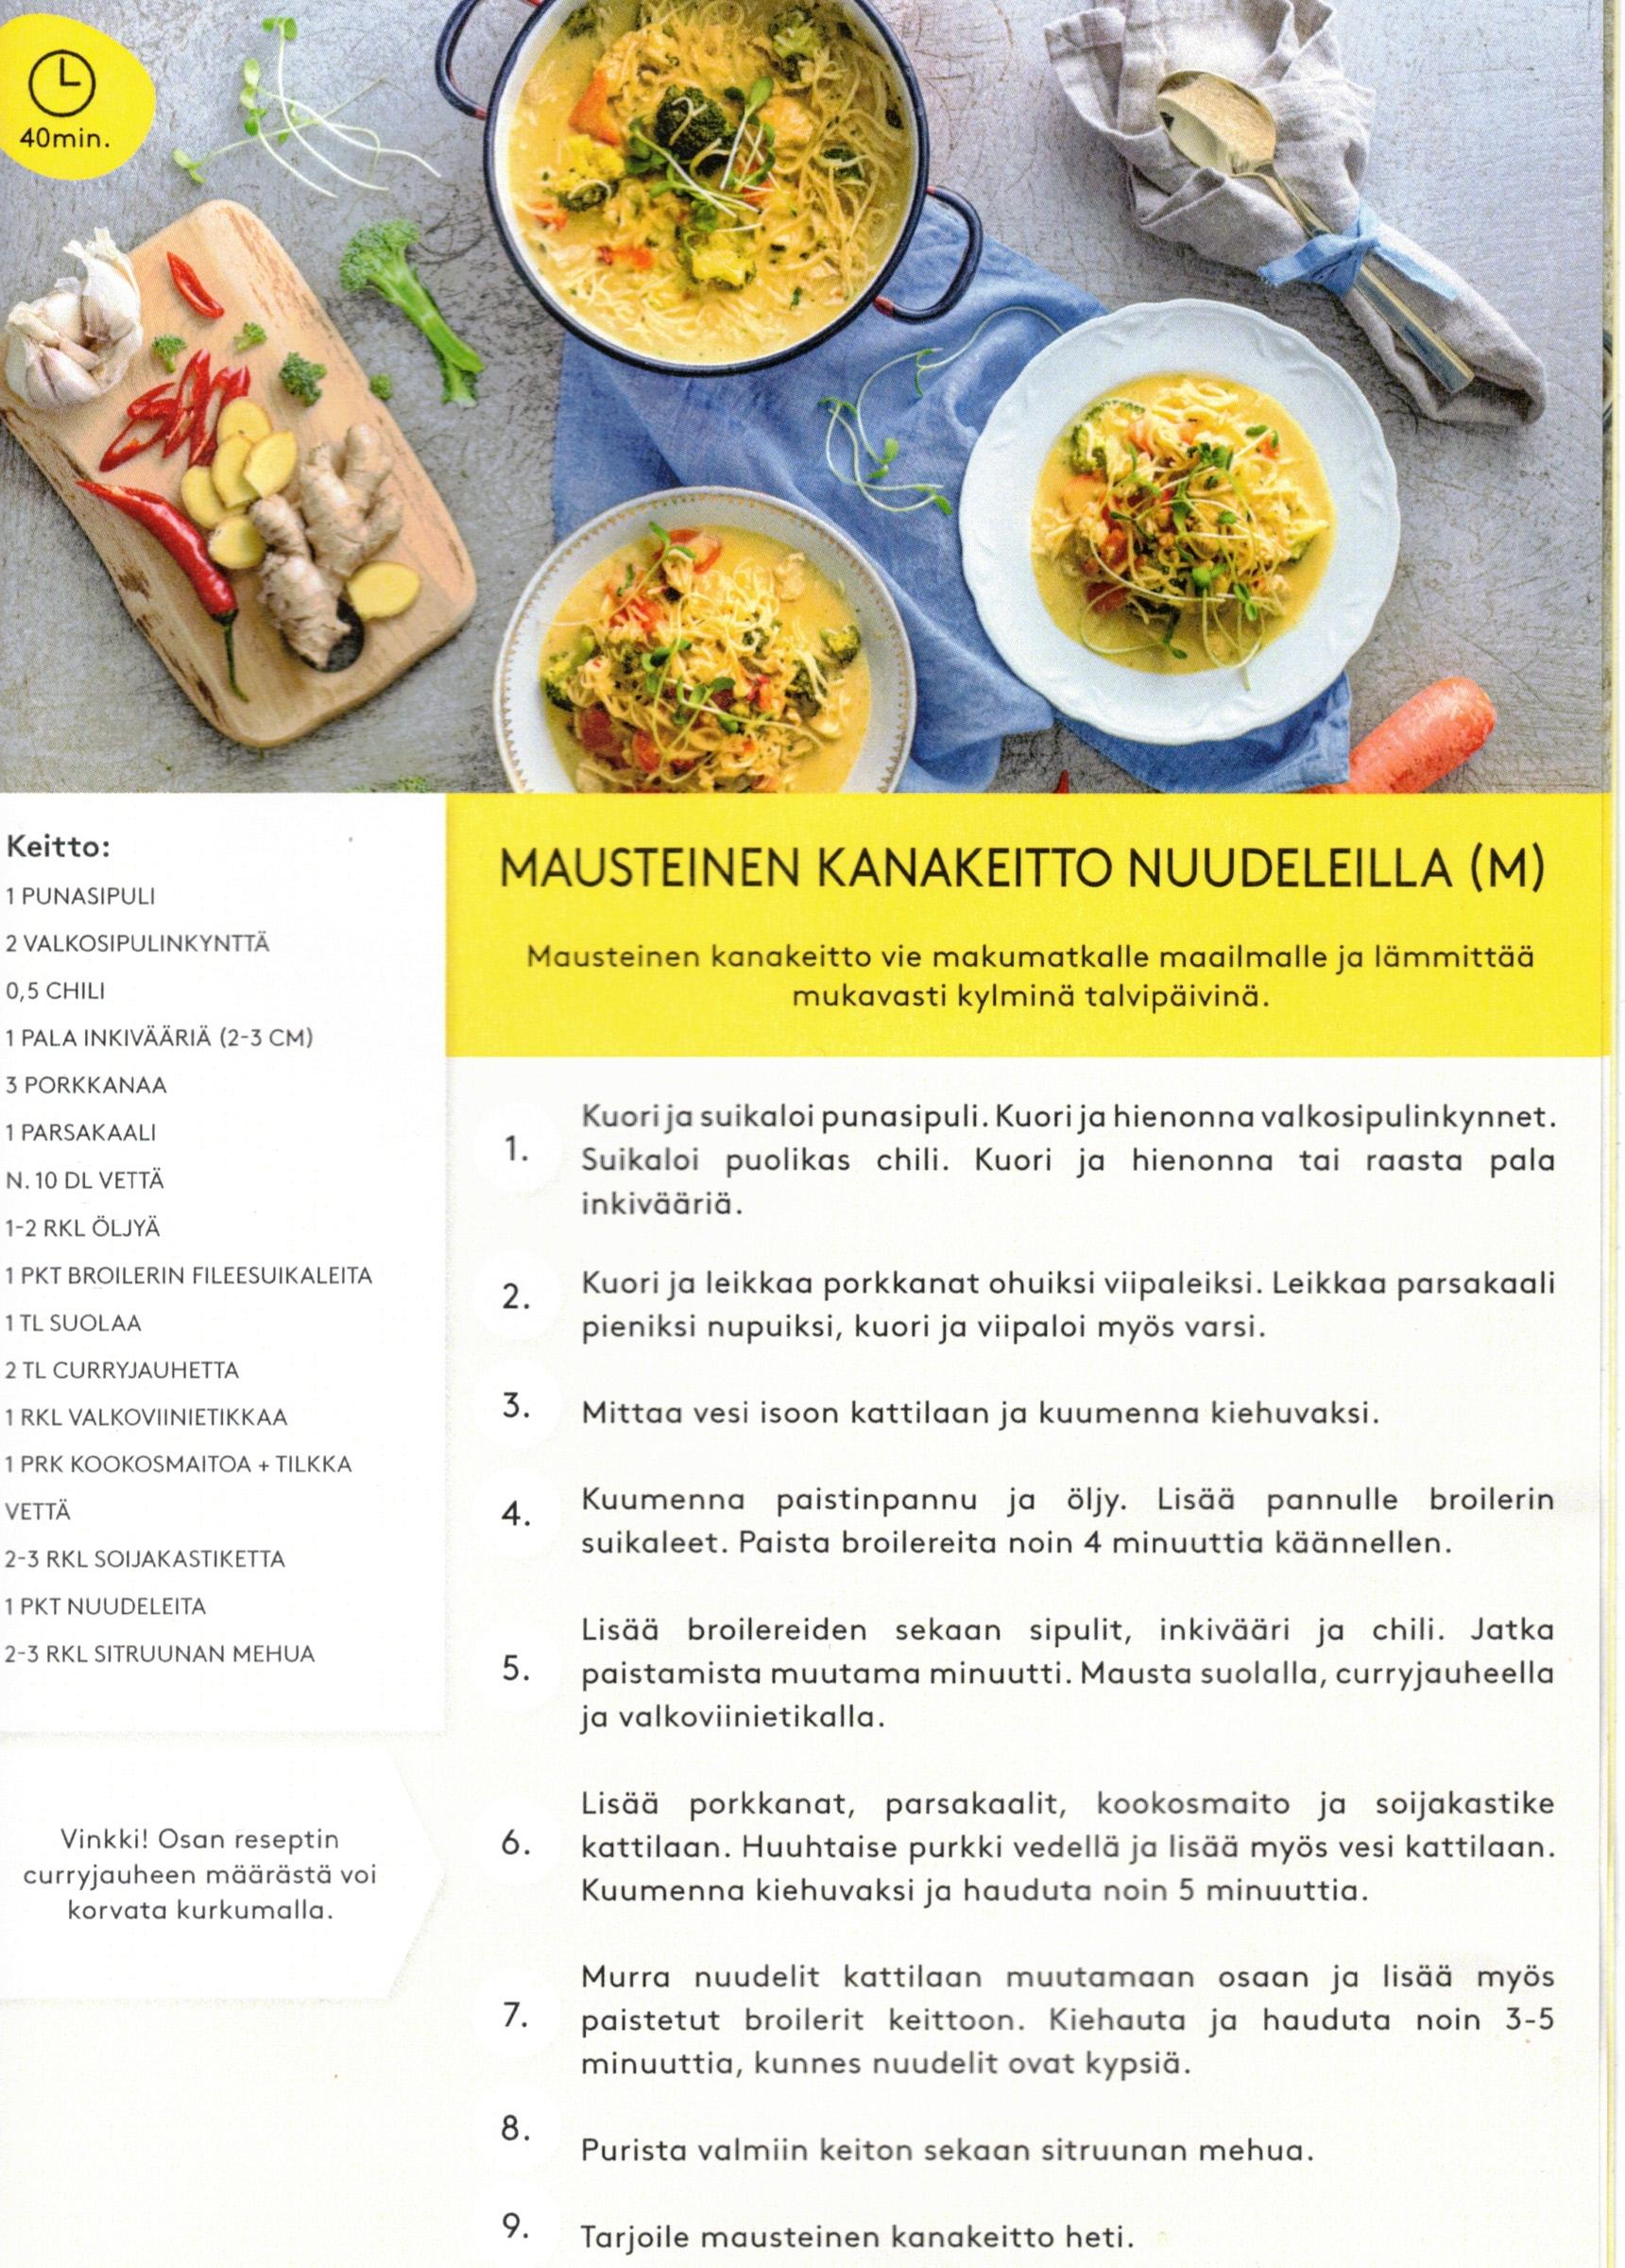 40min.
Keitto:
1 PUNASIPULI
2 VALKOSIPULINKYNTTÄ
0,5 CHILI
1 PALA INKIVÄÄRIÄ (2-3 CM)
3 PORKKANAA
1 PARSAKAALI
N. 10 DL VETTÄ
1-2 RKL ÖLJYÄ
1 PKT BROILERIN FILEESUIKALEITA
1 TL SUOLAA
2 TL CURRYJAUHETTA
1 RKL VALKOVIINIETIKKAA
1 PRK KOOKOSMAITOA + TILKKA
VETTÄ
2-3 RKL SOIJAKASTIKETTA
1 PKT NUUDELEITA
2-3 RKL SITRUUNAN MEHUA
Vinkki! Osan reseptin
curryjauheen määrästä voi
korvata kurkumalla.
MAUSTEINEN KANAKEITTO NUUDELEILLA (M)
Mausteinen kanakeitto vie makumatkalle maailmalle ja lämmittää
mukavasti kylminä talvipäivinä.
1. Kuori ja suikaloi punasipuli. Kuori ja hienonna valkosipulinkynnet.
Suikaloi puolikas chili. Kuori ja hienonna tai raasta pala
inkivääriä.
2. Kuori ja leikkaa porkkanat ohuiksi viipaleiksi. Leikkaa parsakaali
pieniksi nupuiksi, kuori ja viipaloi myös varsi.
3. Mittaa vesi isoon kattilaan ja kuumenna kiehuvaksi.
4. Kuumenna paistinpannu ja öljy. Lisää pannulle broilerin
suikaleet. Paista broilereita noin 4 minuuttia käännellen.
5. Lisää broilereiden sekaan sipulit, inkivääri ja chili. Jatka
paistamista muutama minuutti. Mausta suolalla, curryjauheella
ja valkoviinietikalla.
6. Lisää porkkanat, parsakaalit, kookosmaito ja soijakastike
kattilaan. Huuhtaise purkki vedellä ja lisää myös vesi kattilaan.
Kuumenna kiehuvaksi ja hauduta noin 5 minuuttia.
7. Murra nuudelit kattilaan muutamaan osaan ja lisää myös
paistetut broilerit keittoon. Kiehauta ja hauduta noin 3-5
minuuttia, kunnes nuudelit ovat kypsiä.
8. Purista valmiin keiton sekaan sitruunan mehua.
9. Tarjoile mausteinen kanakeitto heti.